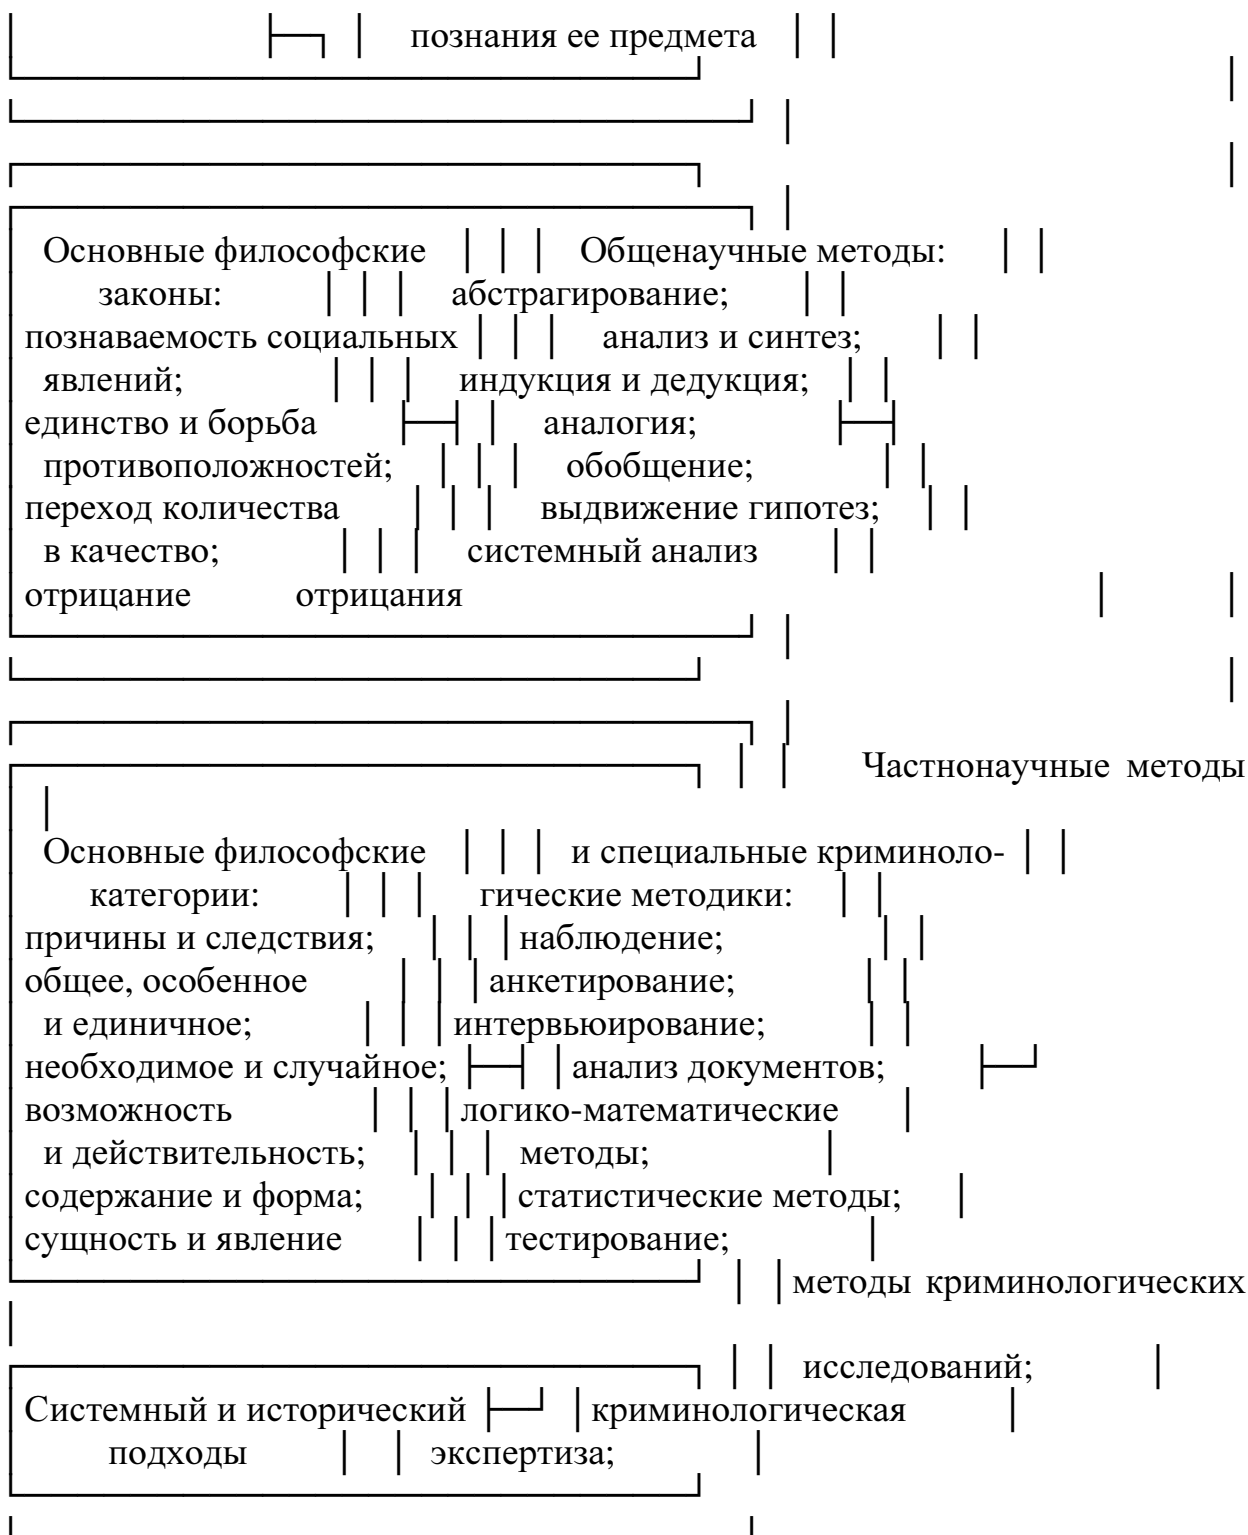 познания ее предмета
Основные философские Общенаучные методы:
законы: абстрагирование;
познаваемость социальных анализ и синтез;
явлений; индукция и дедукция;
единство и борьба аналогия;
противоположностей; обобщение;
переход количества выдвижение гипотез;
в качество; системный анализ
отрицание отрицания
Частнонаучные методы
Основные философские и специальные криминоло-
категории: гические методики:
причины и следствия; наблюдение;
общее, особенное анкетирование;
и единичное; интервьюирование;
необходимое и случайное; анализ документов;
возможность логико-математические
и действительность; методы;
содержание и форма; статистические методы;
сущность и явление тестирование;
методы криминологических
исследований;
Системный и исторический криминологическая
подходы экспертиза;